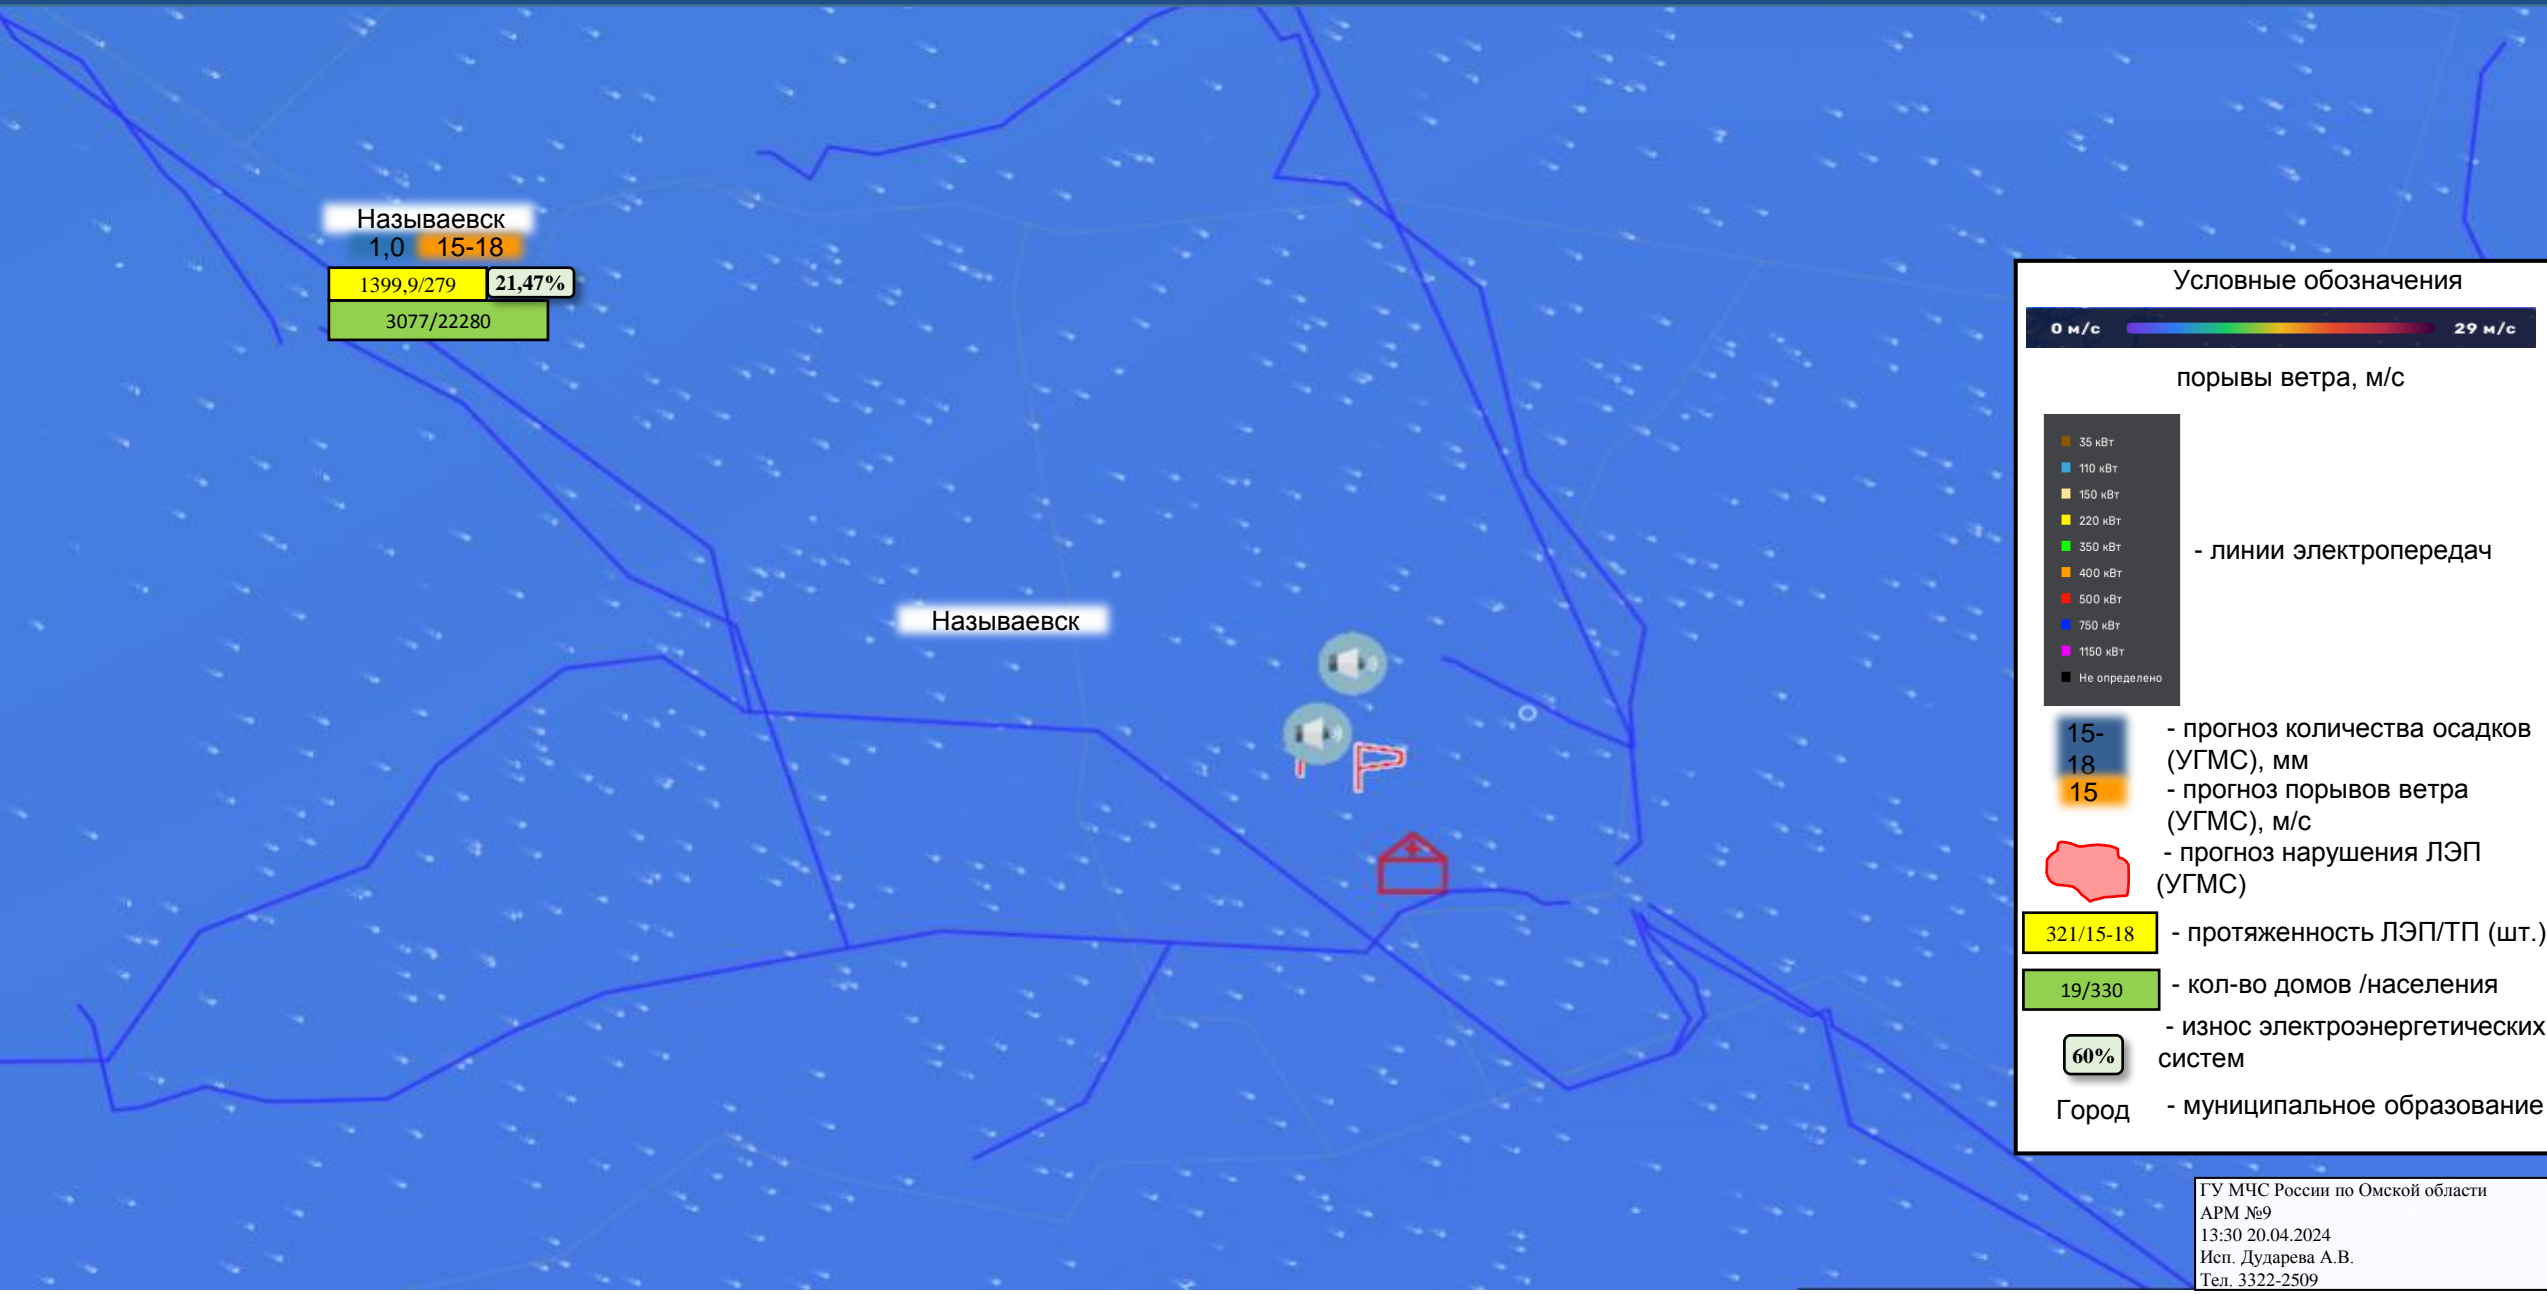 Называевск
1,0 15-18
1399,9/279 21,47%
3077/22280
Называевск
Условные обозначения
0 м/с 29 м/с
порывы ветра, м/с
35 кВт
110 кВт
150 кВт
220 кВт
350 кВт
400 кВт
500 кВт
750 кВт
1150 кВт
Не определено
- линии электропередач
15-
18
- прогноз количества осадков
(УГМС), мм
15
- прогноз порывов ветра
(УГМС), м/с
- прогноз нарушения ЛЭП
(УГМС)
321/15-18 - протяженность ЛЭП/ТП (шт.)
19/330 - кол-во домов /населения
60%
- износ электроэнергетических
систем
Город - муниципальное образование
ГУ МЧС России по Омской области
АРМ №9
13:30 20.04.2024
Исп. Дударева А.В.
Тел. 3322-2509